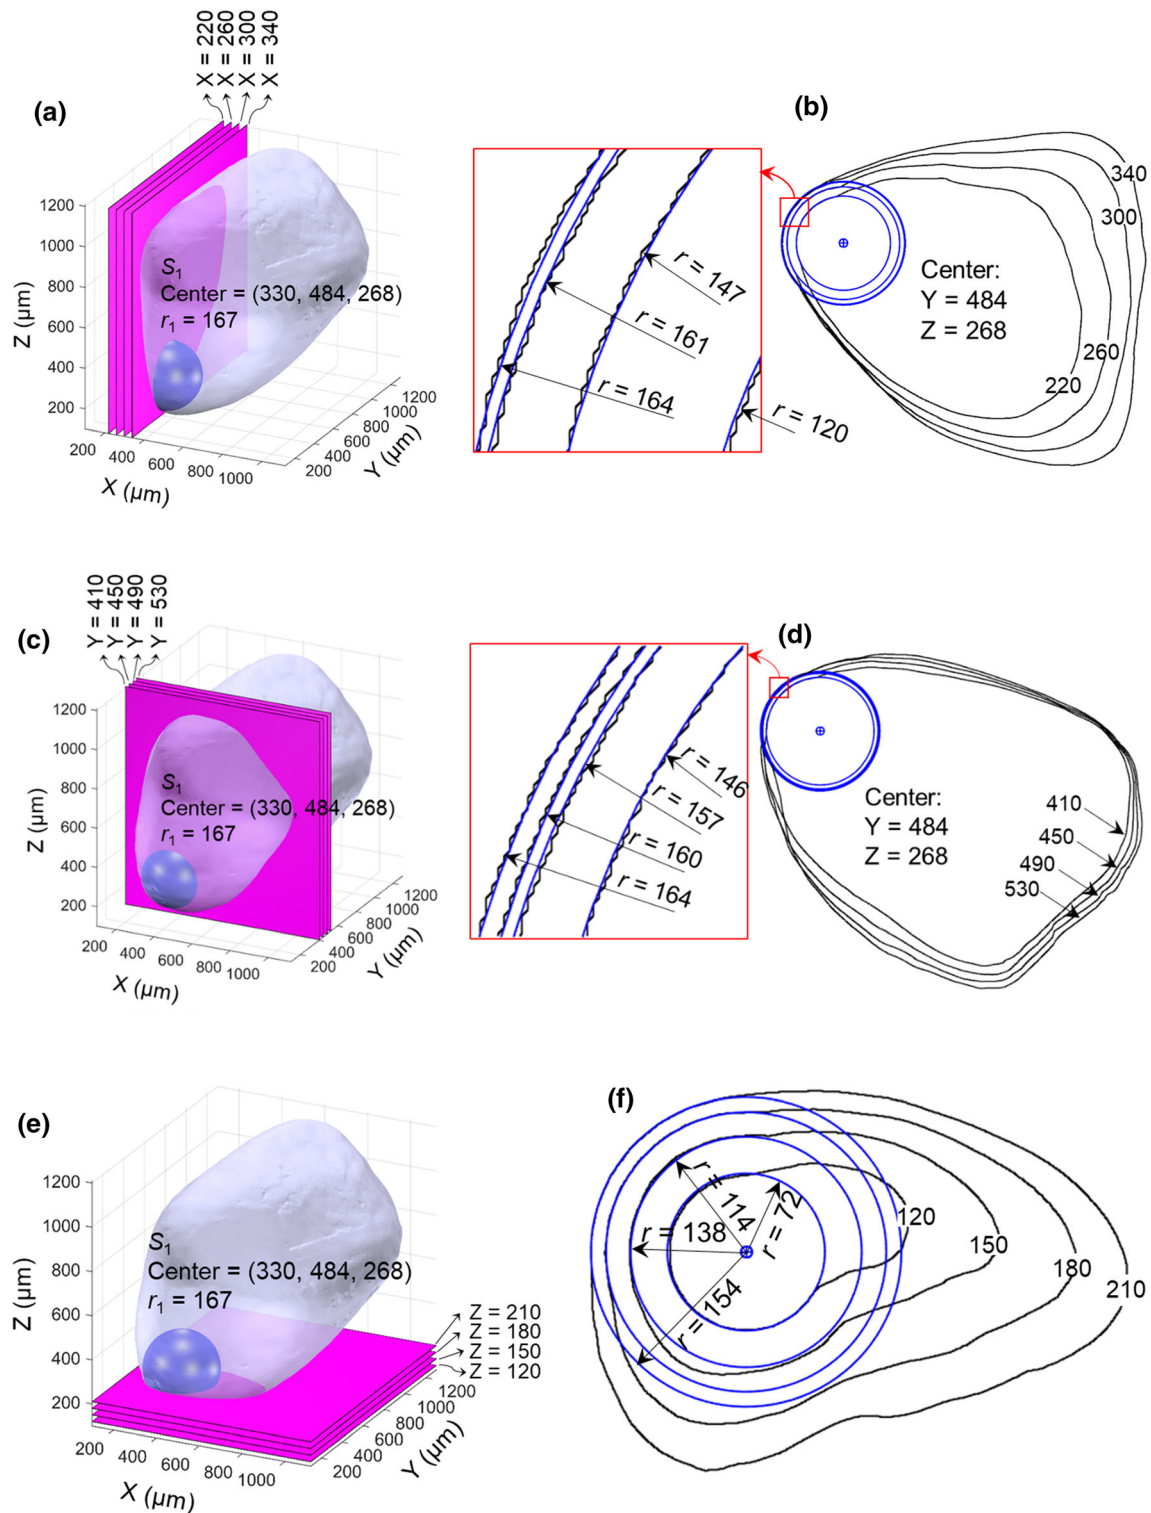 (a)
X = 220
X = 260
X = 300
X = 340
1200
1000
800
600
400
200
Z (µm)
S1
Center = (330, 484, 268)
r1 = 167
200
400
600
800
1000
X (µm)
200
400
600
800
1000
1200
Y (µm)
r = 147
r = 161
r = 164
r = 120
(b)
340
300
260
220
Center:
Y = 484
Z = 268
(c)
Y = 410
Y = 450
Y = 490
Y = 530
1200
1000
800
600
400
200
Z (µm)
S1
Center = (330, 484, 268)
r1 = 167
200
400
600
800
1000
X (µm)
200
400
600
800
1000
1200
Y (µm)
r = 146
r = 157
r = 160
r = 164
(d)
Center:
Y = 484
Z = 268
410
450
490
530
(e)
1200
1000
800
600
400
200
Z (µm)
S1
Center = (330, 484, 268)
r1 = 167
Z = 210
Z = 180
Z = 150
Z = 120
200
400
600
800
1000
X (µm)
200
400
600
800
1000
1200
Y (µm)
(f)
r = 114
r = 72
r = 138
r = 154
120
150
180
210